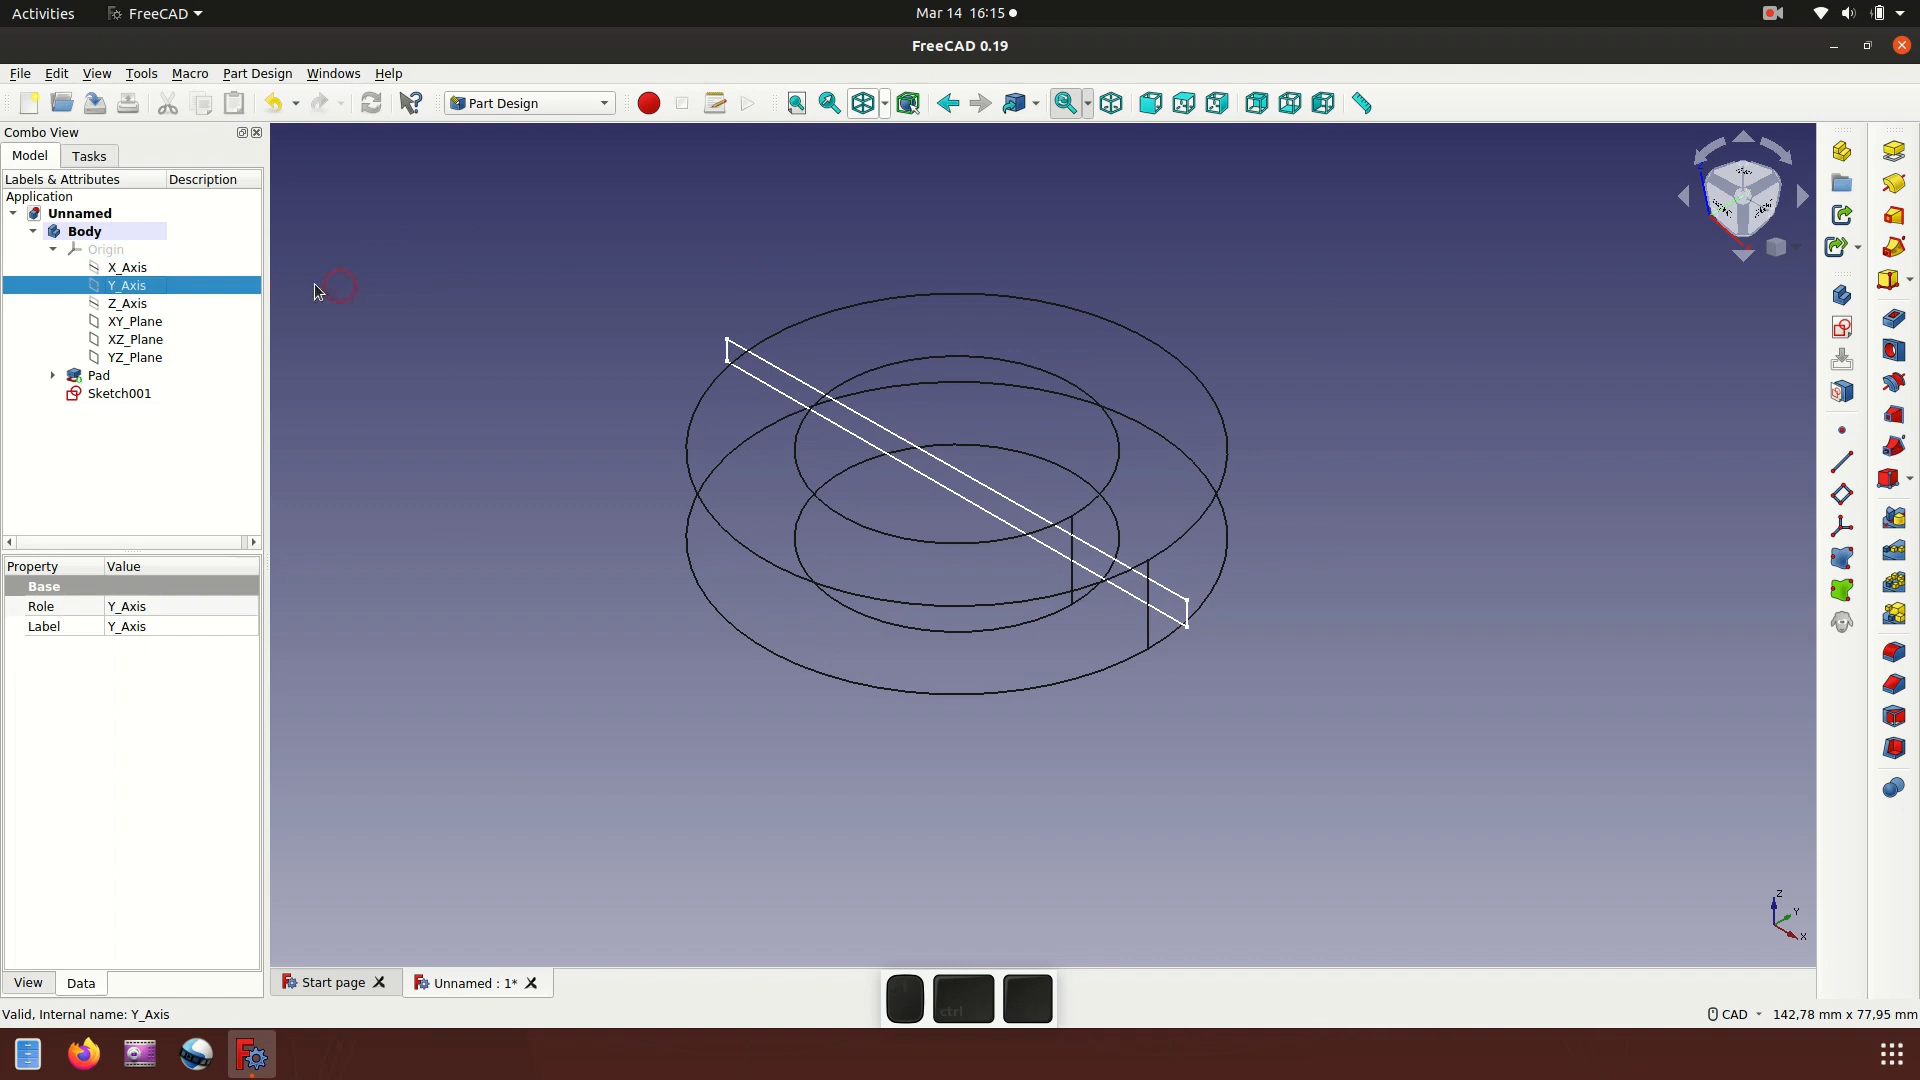 Activities FreeCAD Mar 14 16:15
FreeCAD 0.19
File Edit View Tools Macro Part Design Windows Help
Part Design
Combo View
Model Tasks
Labels & Attributes Description
Application
Unnamed
Body
Origin
X_Axis
Y_Axis
Z_Axis
XY_Plane
XZ_Plane
YZ_Plane
Pad
Sketch001
Property Value
Base
Role Y_Axis
Label Y_Axis
Z
Y
X
View Data
Start page Unnamed : 1*
ctrl
Valid, Internal name: Y_Axis CAD 142,78 mm x 77,95 mm